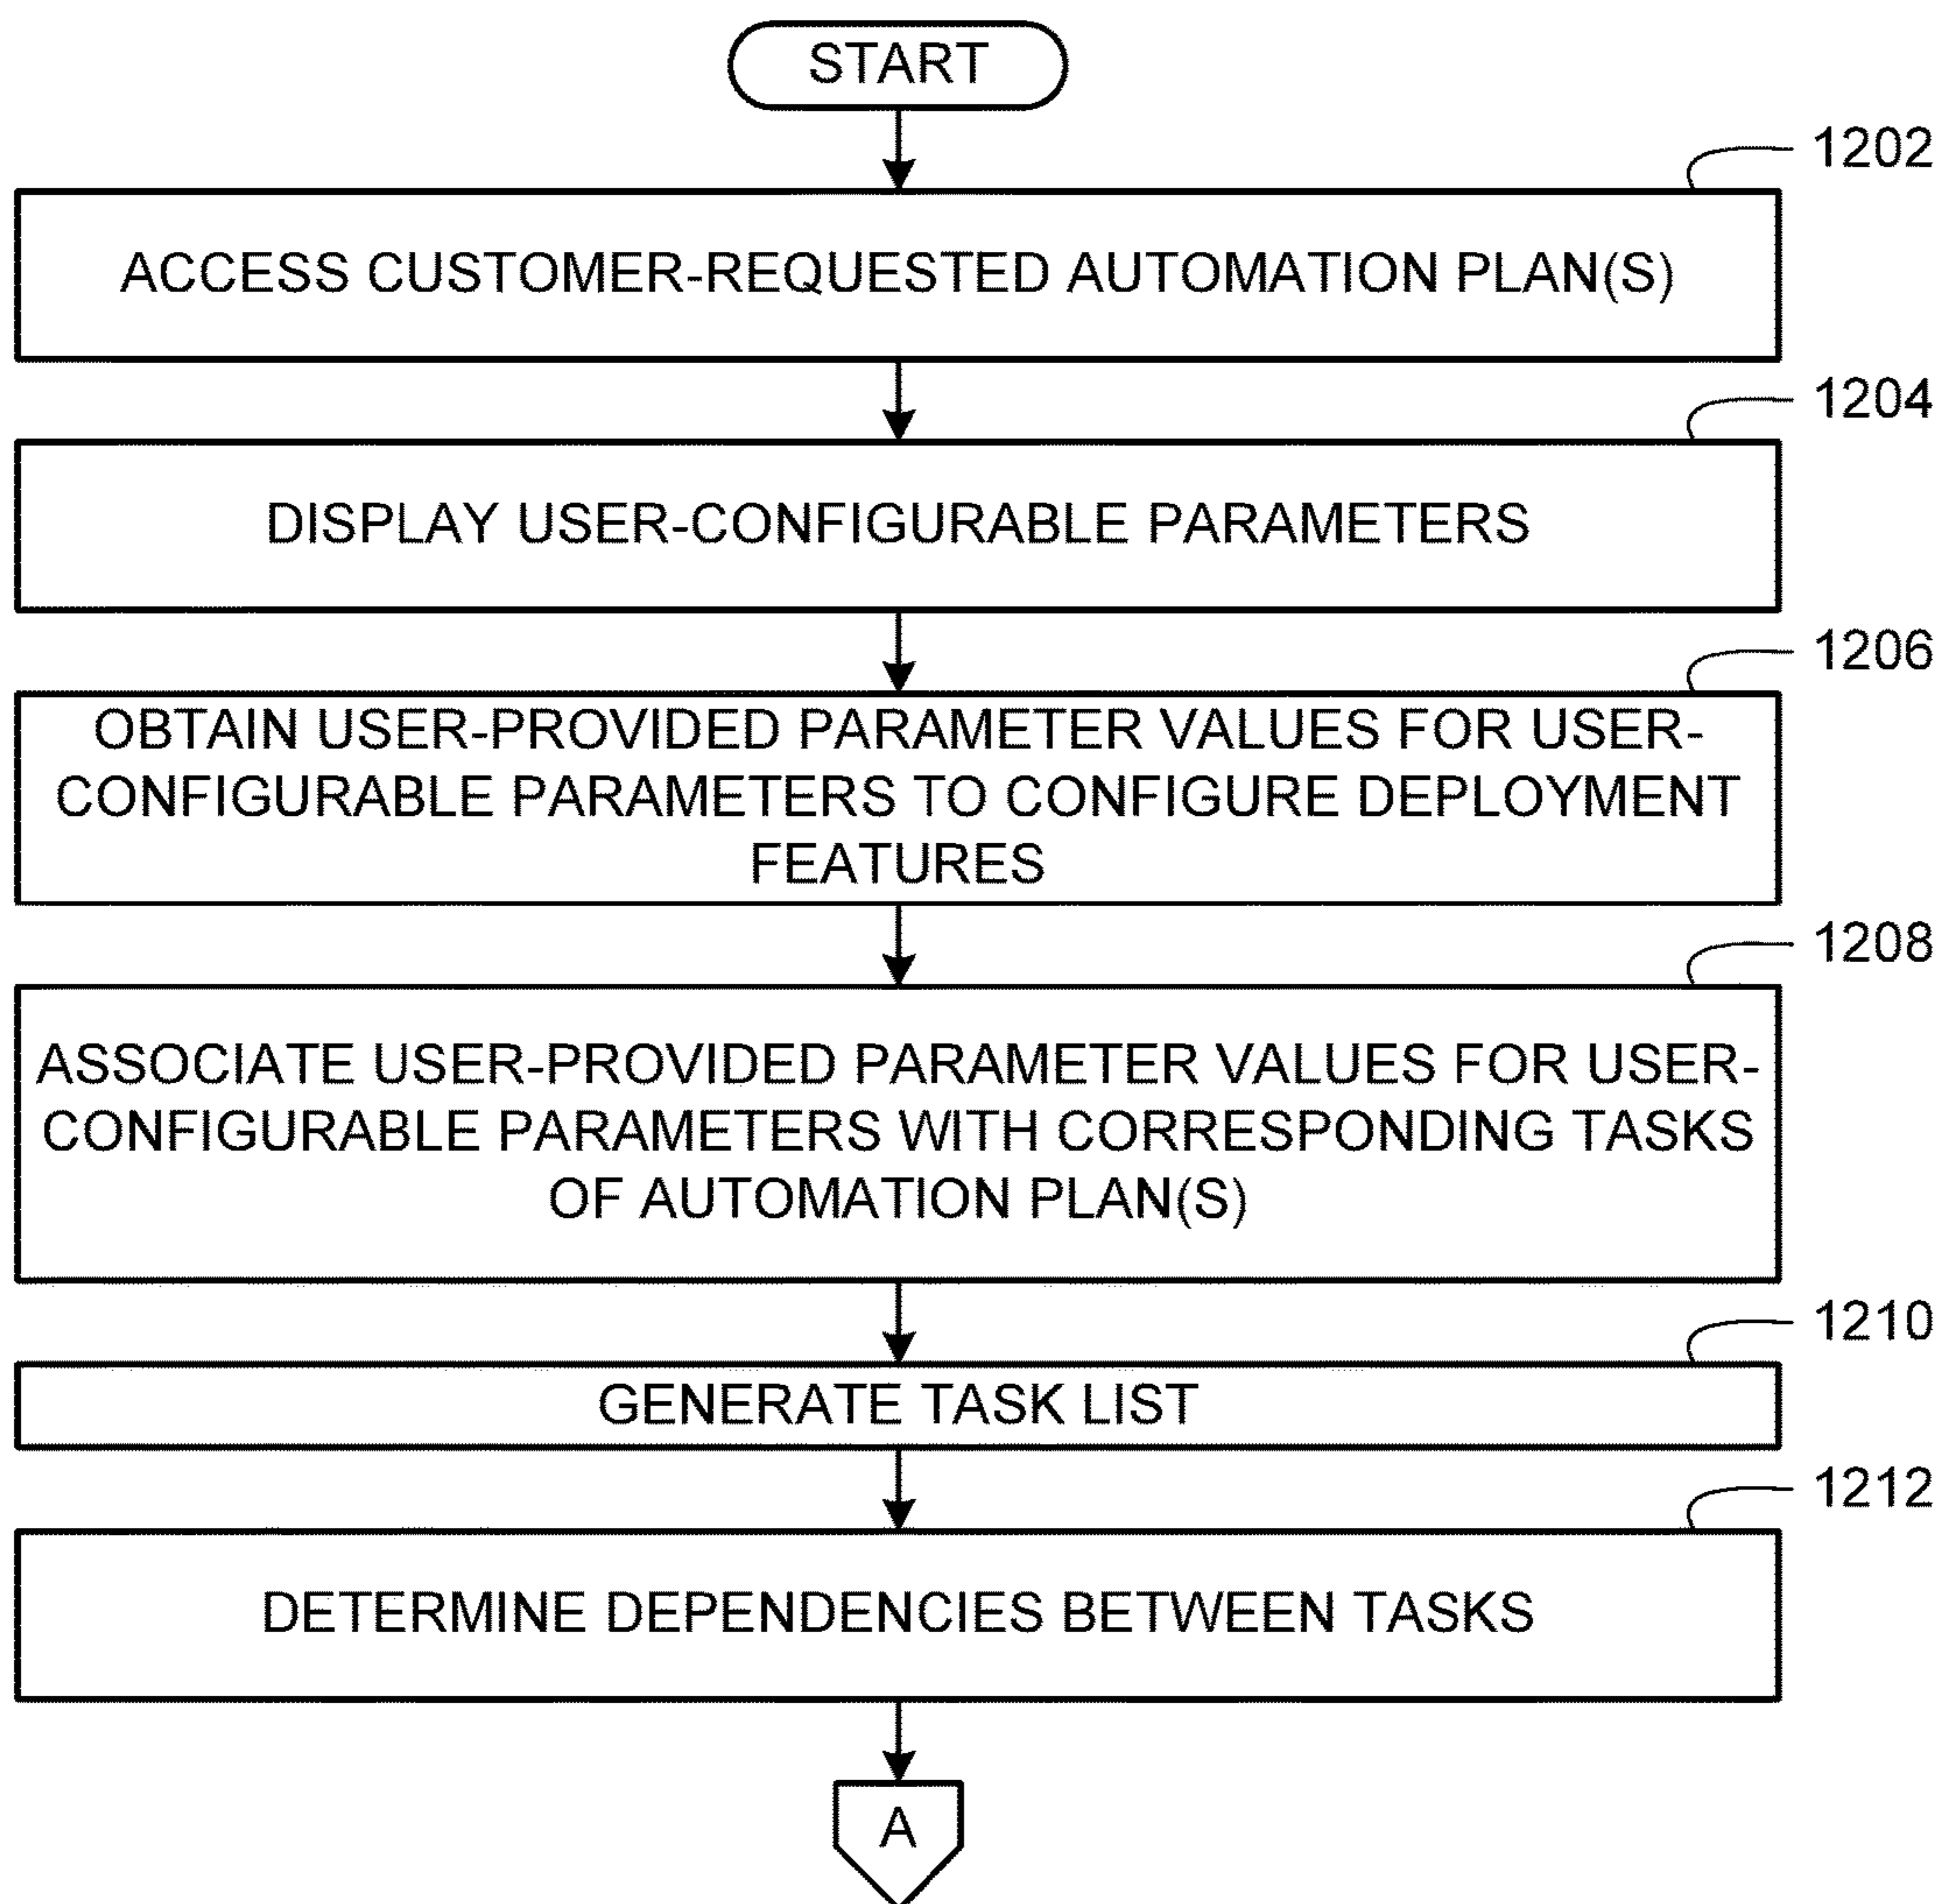 START
1202
ACCESS CUSTOMER-REQUESTED AUTOMATION PLAN(S)
1204
DISPLAY USER-CONFIGURABLE PARAMETERS
1206
OBTAIN USER-PROVIDED PARAMETER VALUES FOR USER-
CONFIGURABLE PARAMETERS TO CONFIGURE DEPLOYMENT
FEATURES
1208
ASSOCIATE USER-PROVIDED PARAMETER VALUES FOR USER-
CONFIGURABLE PARAMETERS WITH CORRESPONDING TASKS
OF AUTOMATION PLAN(S)
1210
GENERATE TASK LIST
1212
DETERMINE DEPENDENCIES BETWEEN TASKS
A